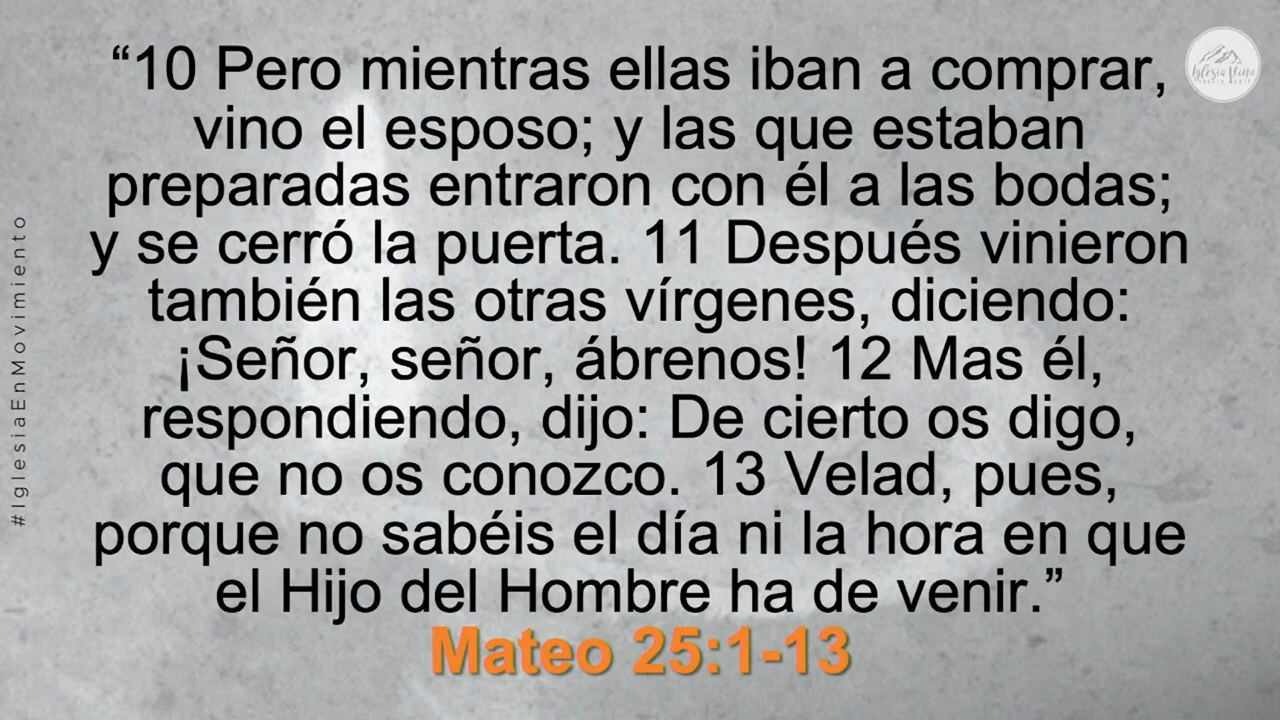 “10 Pero mientras ellas iban a comprar,
vino el esposo; y las que estaban
preparadas entraron con él a las bodas;
y se cerró la puerta. 11 Después vinieron
también las otras vírgenes, diciendo:
¡Señor, señor, ábrenos! 12 Mas él,
respondiendo, dijo: De cierto os digo,
que no os conozco. 13 Velad, pues,
porque no sabéis el día ni la hora en que
el Hijo del Hombre ha de venir.”
Mateo 25:1-13
#IglesiaEnMovimiento
Iglesia